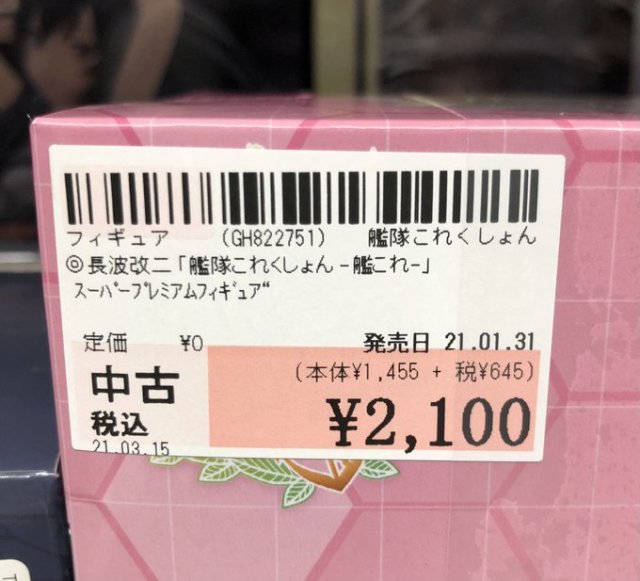 フィギュア (GH822751) 艦隊これくしょん
◎長波改二「艦隊これくしょん -艦これ-」
スーパープレミアムフィギュア"
定価 ¥0 発売日 21.01.31
中古 (本体¥1,455 + 税¥645)
税込 ¥2,100
21.03.15